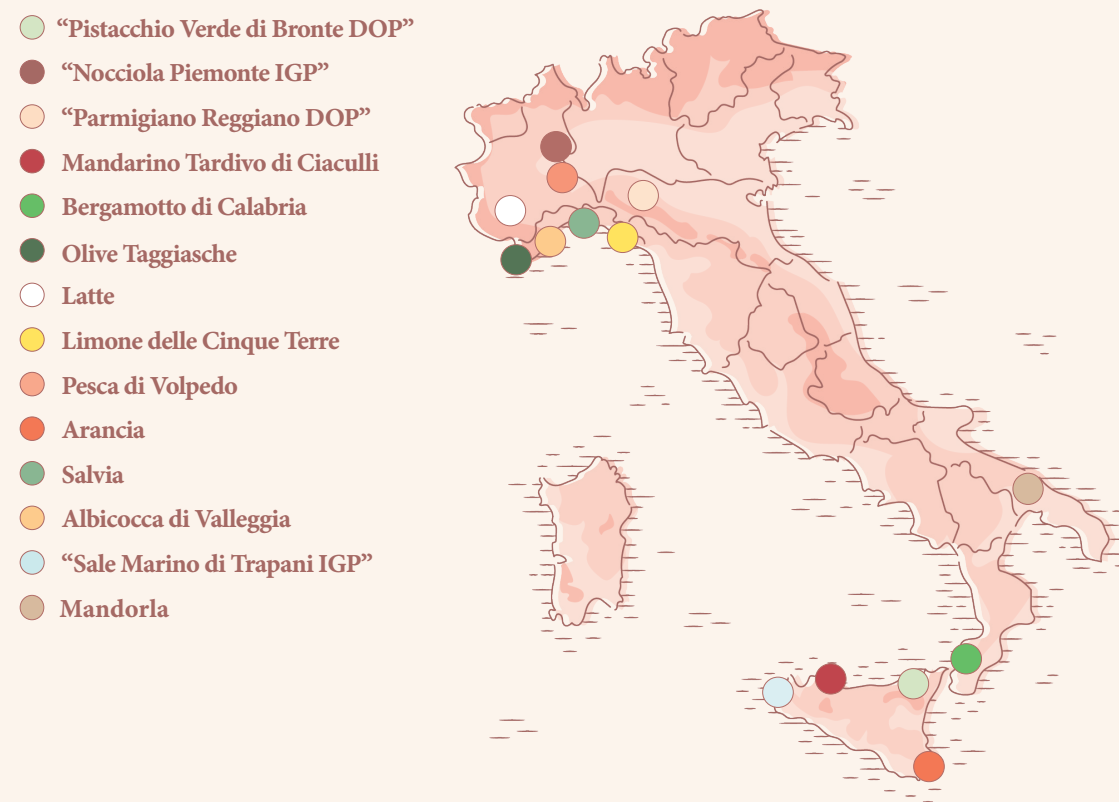 “Pistacchio Verde di Bronte DOP”
“Nocciola Piemonte IGP”
“Parmigiano Reggiano DOP”
Mandarino Tardivo di Ciaculli
Bergamotto di Calabria
Olive Taggiasche
Latte
Limone delle Cinque Terre
Pesca di Volpedo
Arancia
Salvia
Albicocca di Valleggia
“Sale Marino di Trapani IGP”
Mandorla